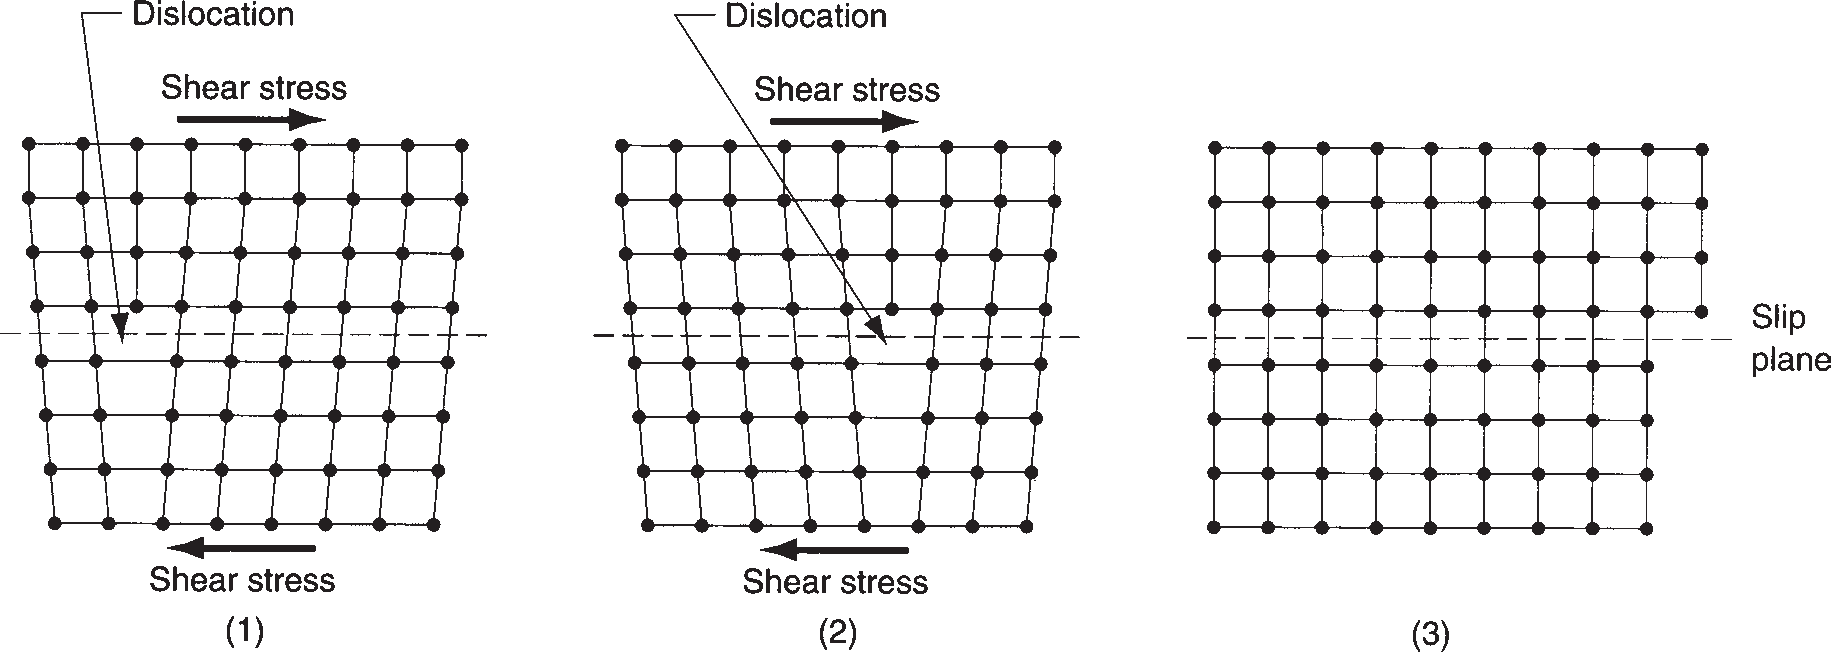 Dislocation
Shear stress
Shear stress
(1)
Dislocation
Shear stress
Shear stress
(2)
Slip
plane
(3)